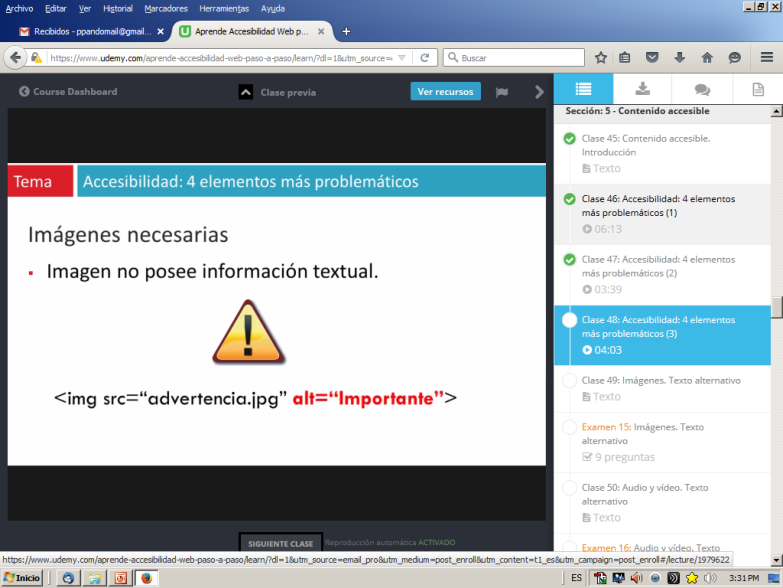 Archivo Editar Ver Historial Marcadores Herramientas Ayuda
Recibidos - ppandomail@gmail...
Aprende Accesibilidad Web p...
https://www.udemy.com/aprende-accesibilidad-web-paso-a-paso/learn/?dl=1&utm_source=
Buscar
Course Dashboard
Clase previa
Ver recursos
Tema
Accesibilidad: 4 elementos más problemáticos
Imágenes necesarias
▪ Imagen no posee información textual.
<img src=“advertencia.jpg” alt=“Importante”>
SIGUIENTE CLASE
Reproducción automática ACTIVADO
Sección: 5 - Contenido accesible
Clase 45: Contenido accesible.
Introducción
Texto
Clase 46: Accesibilidad: 4 elementos
más problemáticos (1)
06:13
Clase 47: Accesibilidad: 4 elementos
más problemáticos (2)
03:39
Clase 48: Accesibilidad: 4 elementos
más problemáticos (3)
04:03
Clase 49: Imágenes. Texto alternativo
Texto
Examen 15: Imágenes. Texto
alternativo
9 preguntas
Clase 50: Audio y vídeo. Texto
alternativo
Texto
Examen 16: Audio y vídeo. Texto
https://www.udemy.com/aprende-accesibilidad-web-paso-a-paso/learn/?dl=1&utm_source=email_pro&utm_medium=post_enroll&utm_content=t1_es&utm_campaign=post_enroll#/lecture/1979622
Inicio
ES
3:31 PM